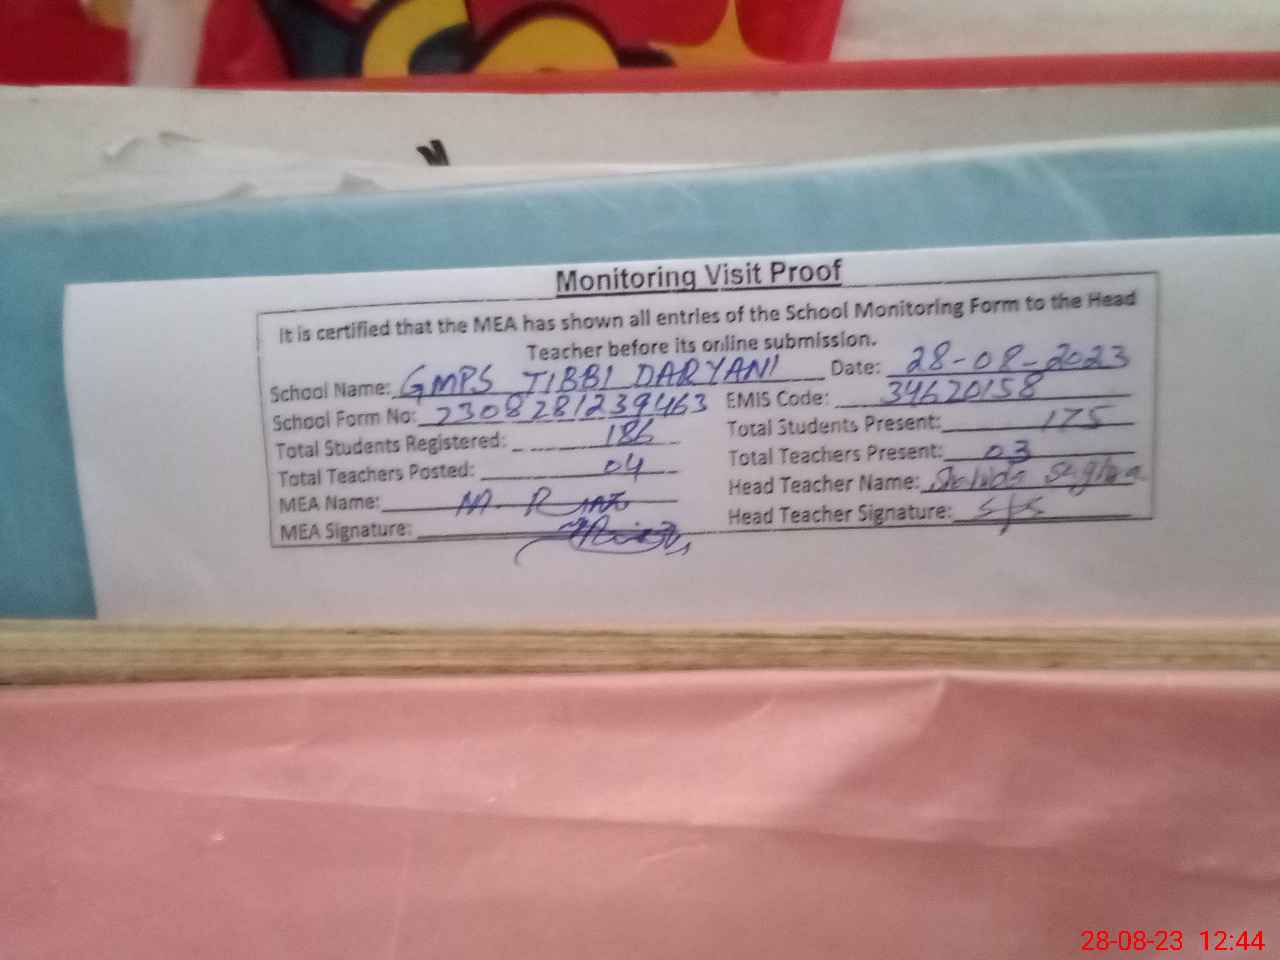 Monitoring Visit Proof
It is certified that the MEA has shown all entries of the School Monitoring Form to the Head
Teacher before its online submission.
School Name: GMPS TIBBI DARYANI Date: 28-08-2023
School Form No: 2308281239463 EMIS Code: 34620158
Total Students Registered: 186 Total Students Present: 175
Total Teachers Posted: 04 Total Teachers Present: 03
MEA Name: M. Riaz Head Teacher Name:
MEA Signature: Head Teacher Signature:
28-08-23 12:44